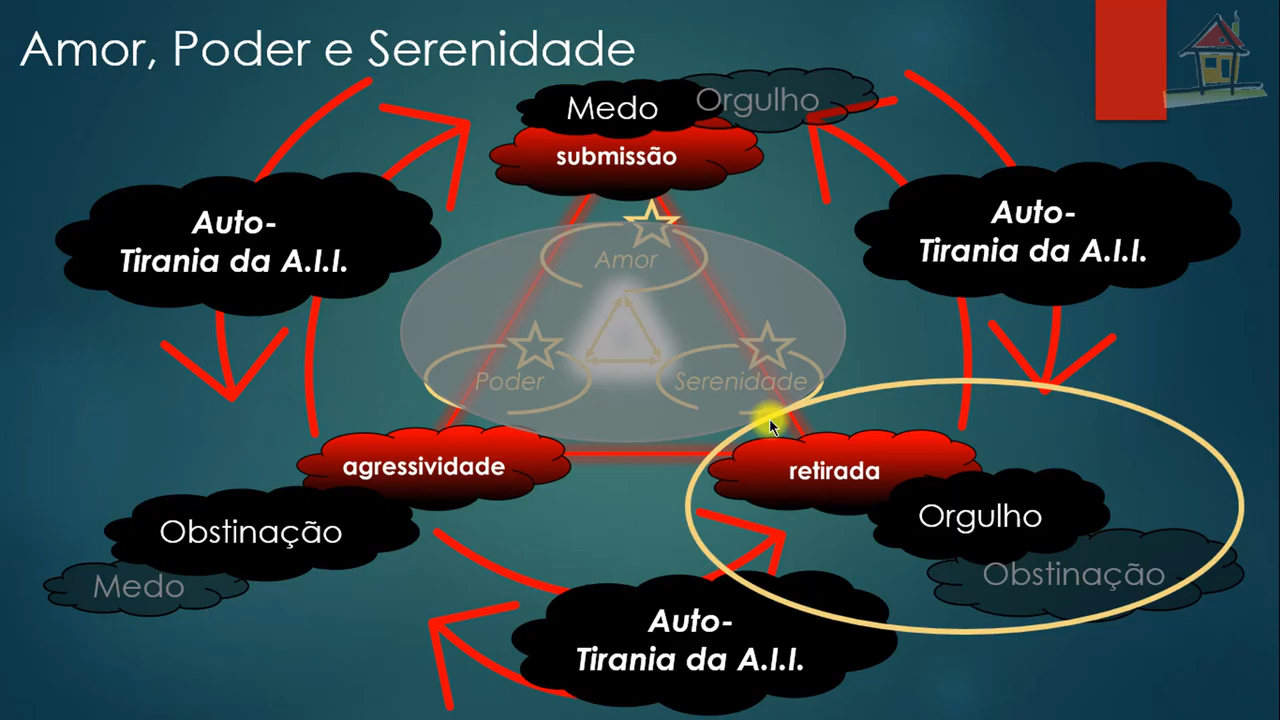 Amor, Poder e Serenidade
Medo
Orgulho
submissão
Auto-
Tirania da A.I.I.
Auto-
Tirania da A.I.I.
Amor
Poder
Serenidade
agressividade
retirada
Obstinação
Orgulho
Medo
Obstinação
Auto-
Tirania da A.I.I.